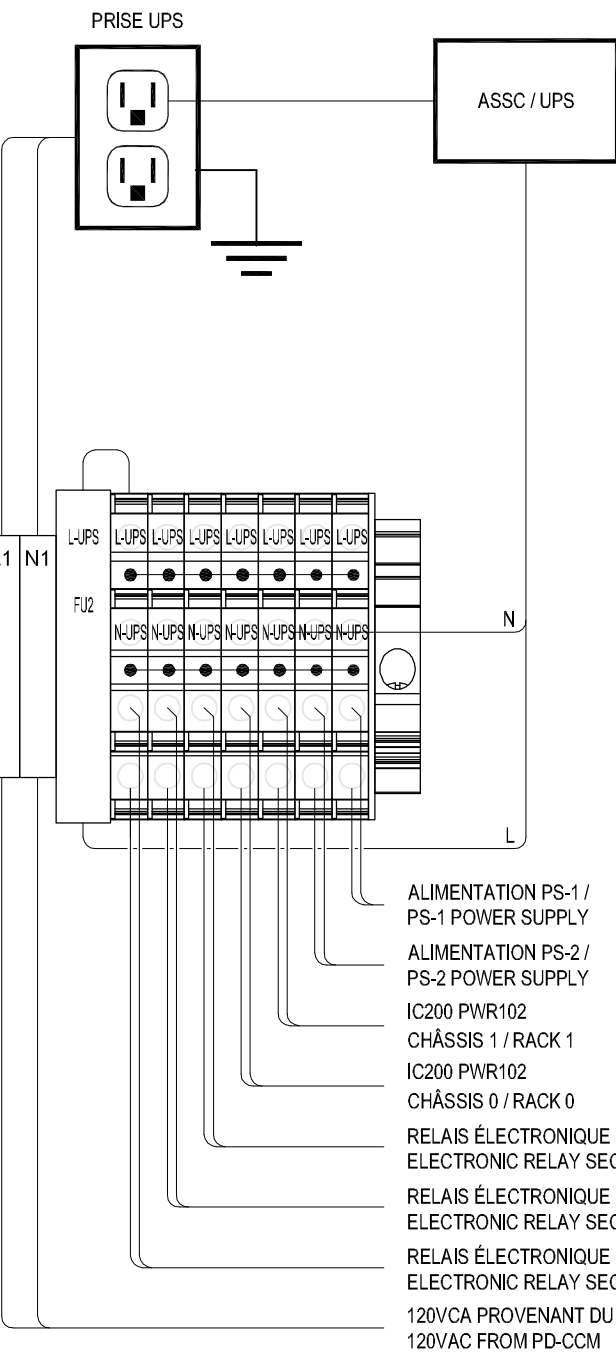 PRISE UPS
ASSC / UPS
L-UPS L-UPS L-UPS L-UPS L-UPS L-UPS L-UPS L-UPS
1 N1
FU2
N-UPS N-UPS N-UPS N-UPS N-UPS N-UPS N-UPS
N
L
ALIMENTATION PS-1 /
PS-1 POWER SUPPLY
ALIMENTATION PS-2 /
PS-2 POWER SUPPLY
IC200 PWR102
CHÂSSIS 1 / RACK 1
IC200 PWR102
CHÂSSIS 0 / RACK 0
RELAIS ÉLECTRONIQUE
ELECTRONIC RELAY
RELAIS ÉLECTRONIQUE
ELECTRONIC RELAY
RELAIS ÉLECTRONIQUE
ELECTRONIC RELAY
120VCA PROVENANT DU
120VAC FROM PD-CCM